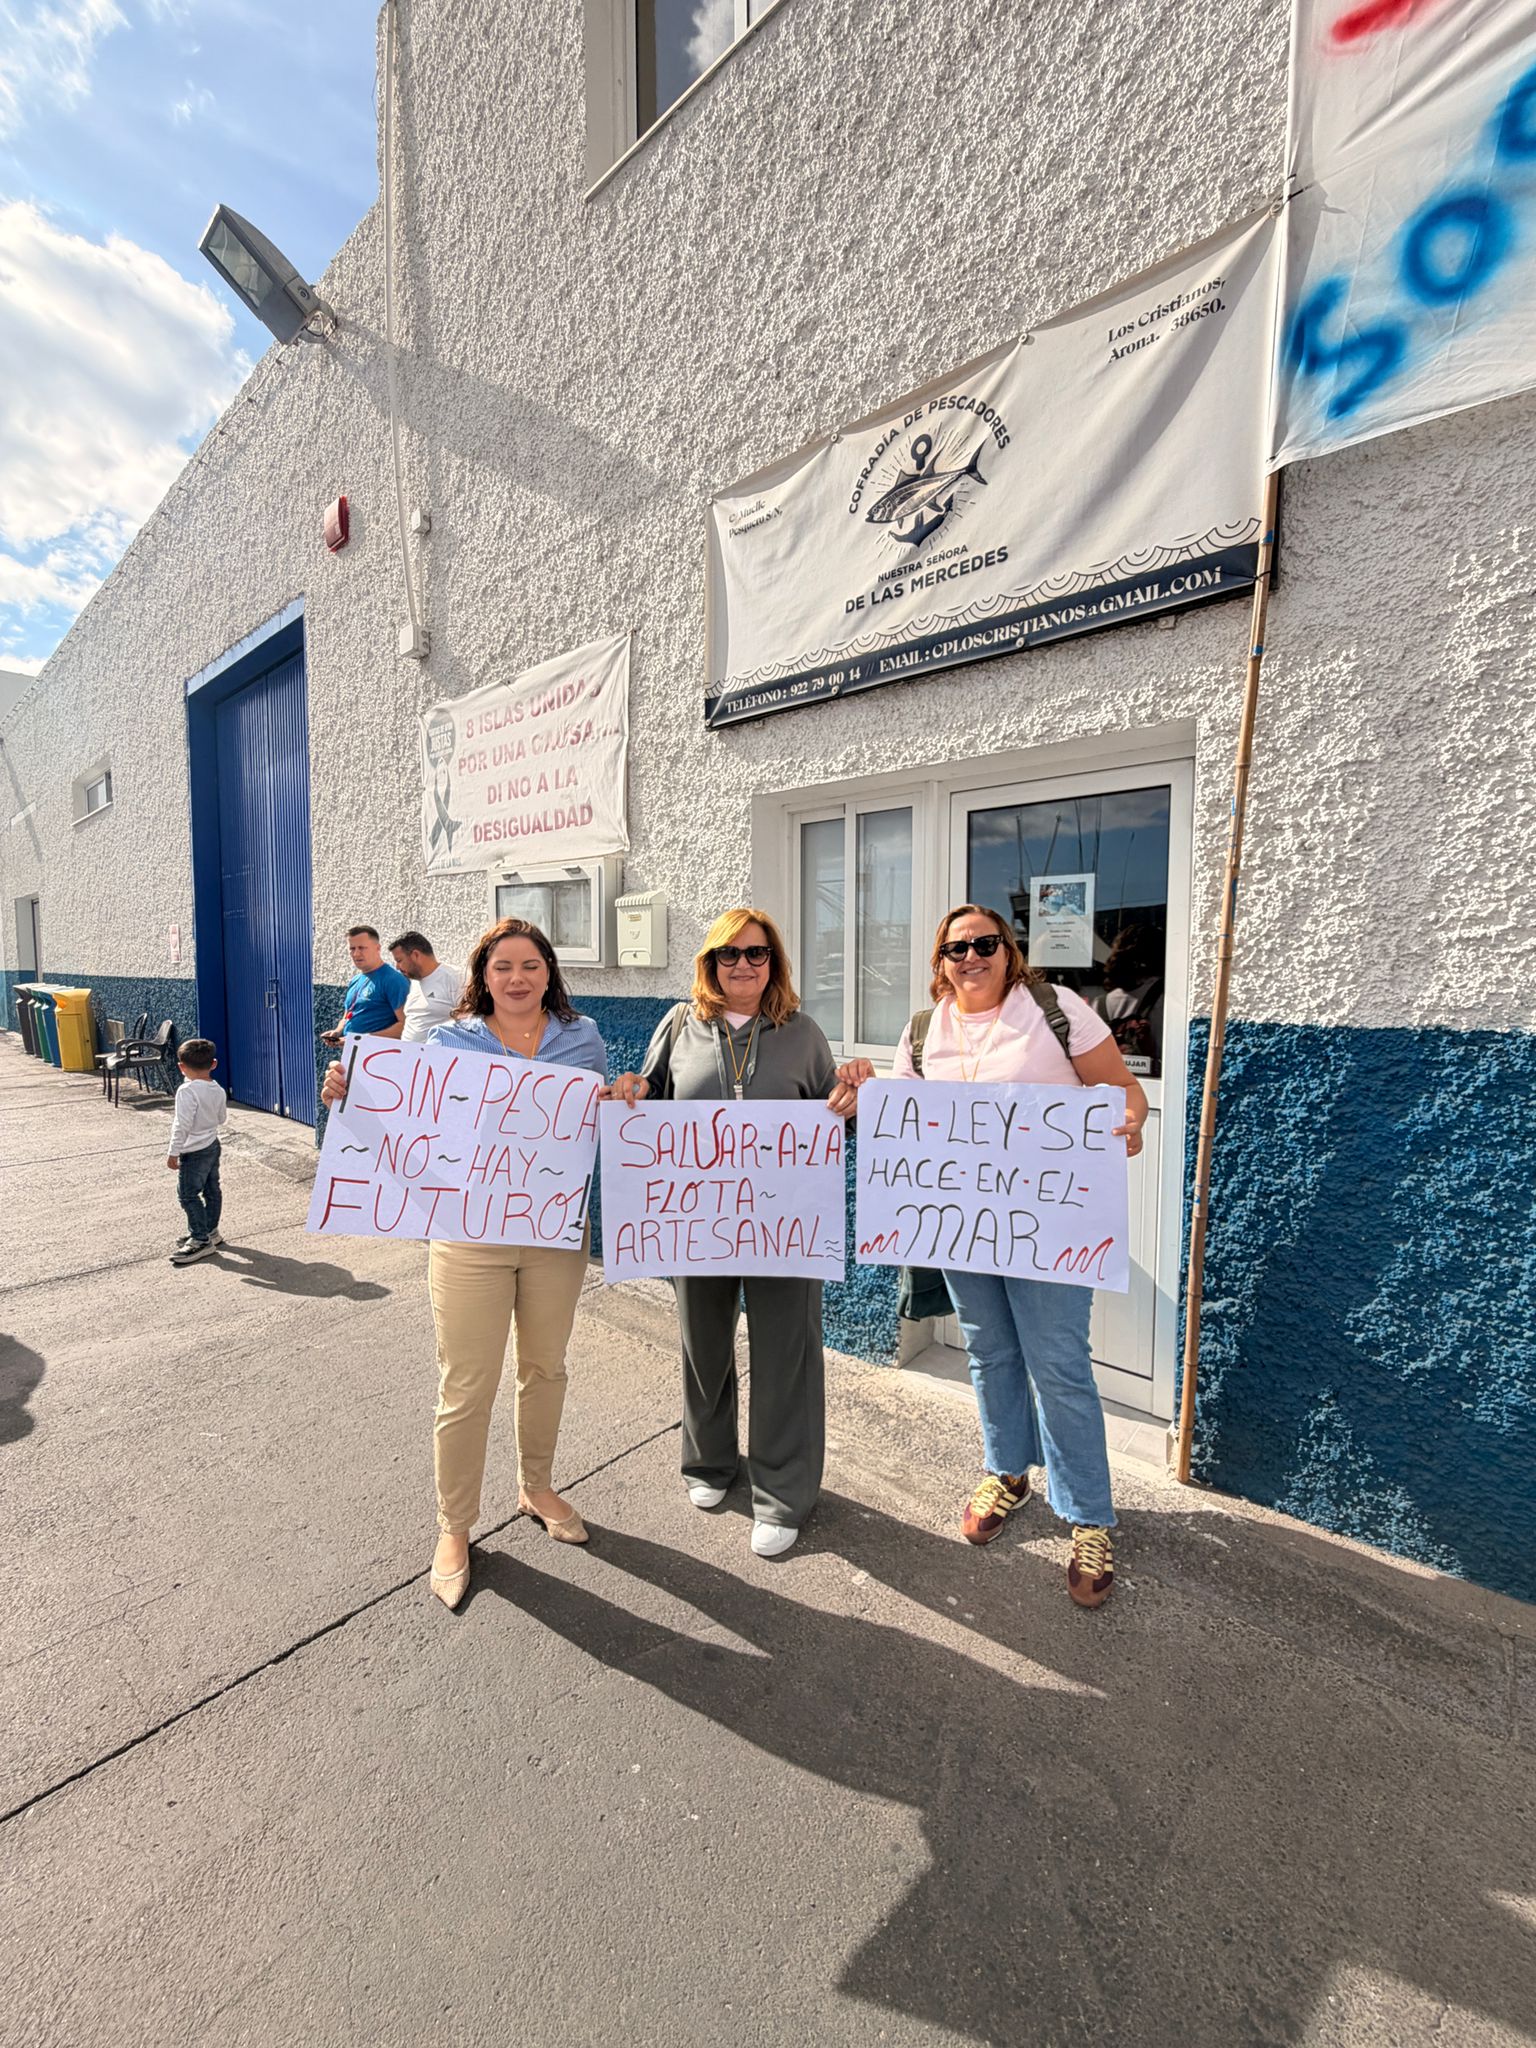 Los Cristianos,
Arona. 38650.
C/ Muelle
Pesquero S/N,
COFRADÍA DE PESCADORES
NUESTRA SEÑORA
DE LAS MERCEDES
TELÉFONO: 922 79 00 14 // EMAIL: CPLOSCRISTIANOS@GMAIL.COM
8 ISLAS UNIDAS
POR UNA CAUSA...
DI NO A LA
DESIGUALDAD
¡SIN~PESCA
~NO~HAY~
FUTURO!
SALVAR~A~LA
FLOTA~
ARTESANAL
LA-LEY-SE
HACE-EN-EL-
MAR